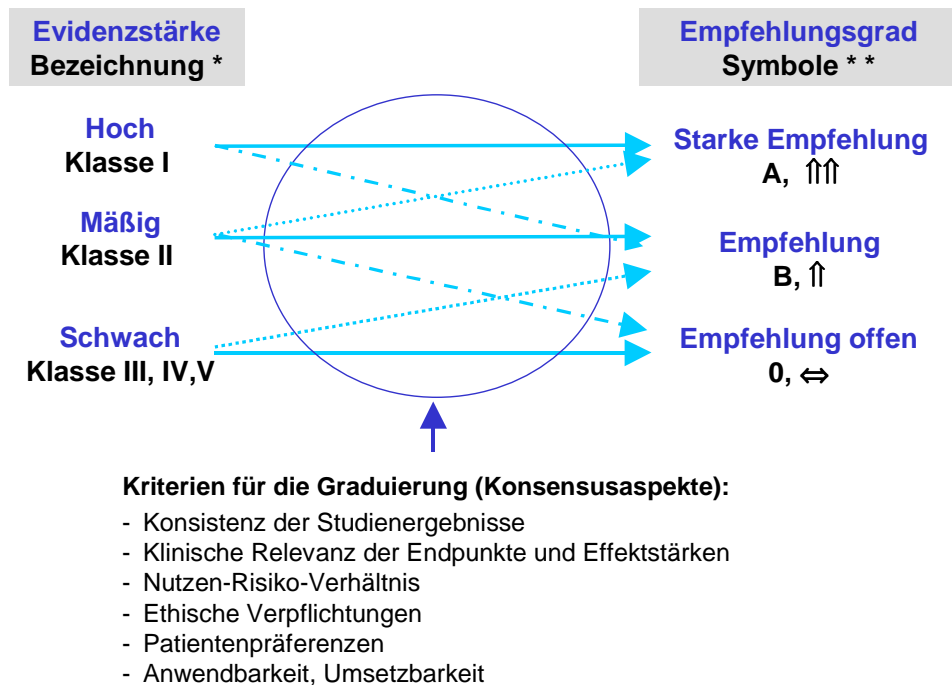 Evidenzstärke
Bezeichnung *
Empfehlungsgrad
Symbole * *
Hoch
Klasse I
Starke Empfehlung
A, ⇑⇑
Mäßig
Klasse II
Empfehlung
B, ⇑
Schwach
Klasse III, IV,V
Empfehlung offen
0, ⇔
Kriterien für die Graduierung (Konsensusaspekte):
- Konsistenz der Studienergebnisse
- Klinische Relevanz der Endpunkte und Effektstärken
- Nutzen-Risiko-Verhältnis
- Ethische Verpflichtungen
- Patientenpräferenzen
- Anwendbarkeit, Umsetzbarkeit